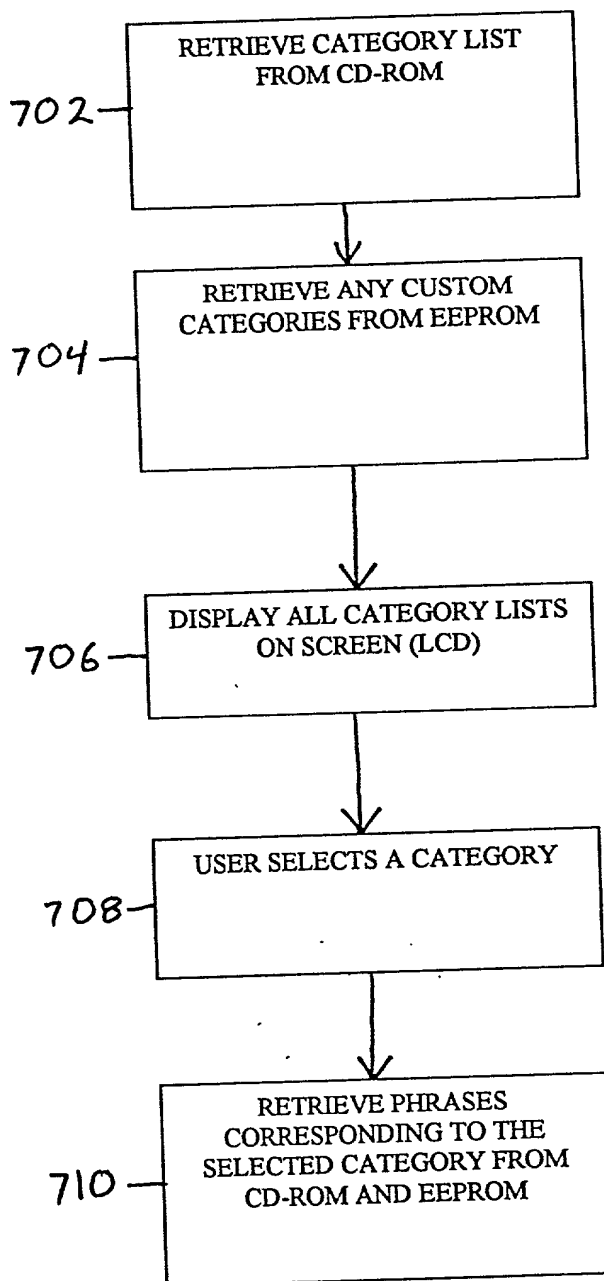 RETRIEVE CATEGORY LIST
FROM CD-ROM
702
RETRIEVE ANY CUSTOM
CATEGORIES FROM EEPROM
704
DISPLAY ALL CATEGORY LISTS
ON SCREEN (LCD)
706
USER SELECTS A CATEGORY
708
RETRIEVE PHRASES
CORRESPONDING TO THE
SELECTED CATEGORY FROM
CD-ROM AND EEPROM
710